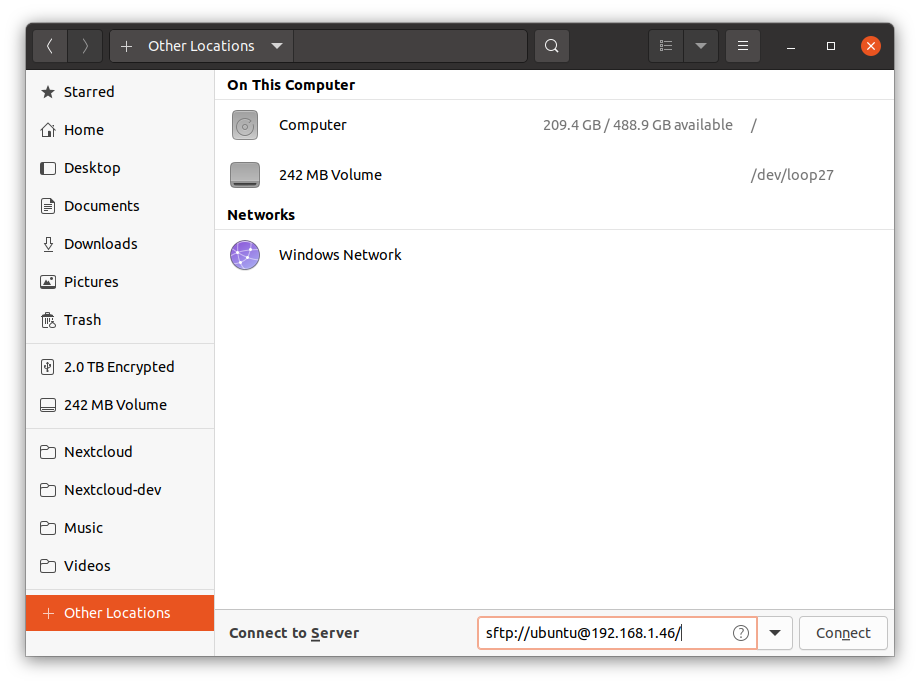 Other Locations
Starred
Home
Desktop
Documents
Downloads
Pictures
Trash
2.0 TB Encrypted
242 MB Volume
Nextcloud
Nextcloud-dev
Music
Videos
Other Locations
On This Computer
Computer 209.4 GB / 488.9 GB available /
242 MB Volume /dev/loop27
Networks
Windows Network
Connect to Server sftp://ubuntu@192.168.1.46/ ? Connect